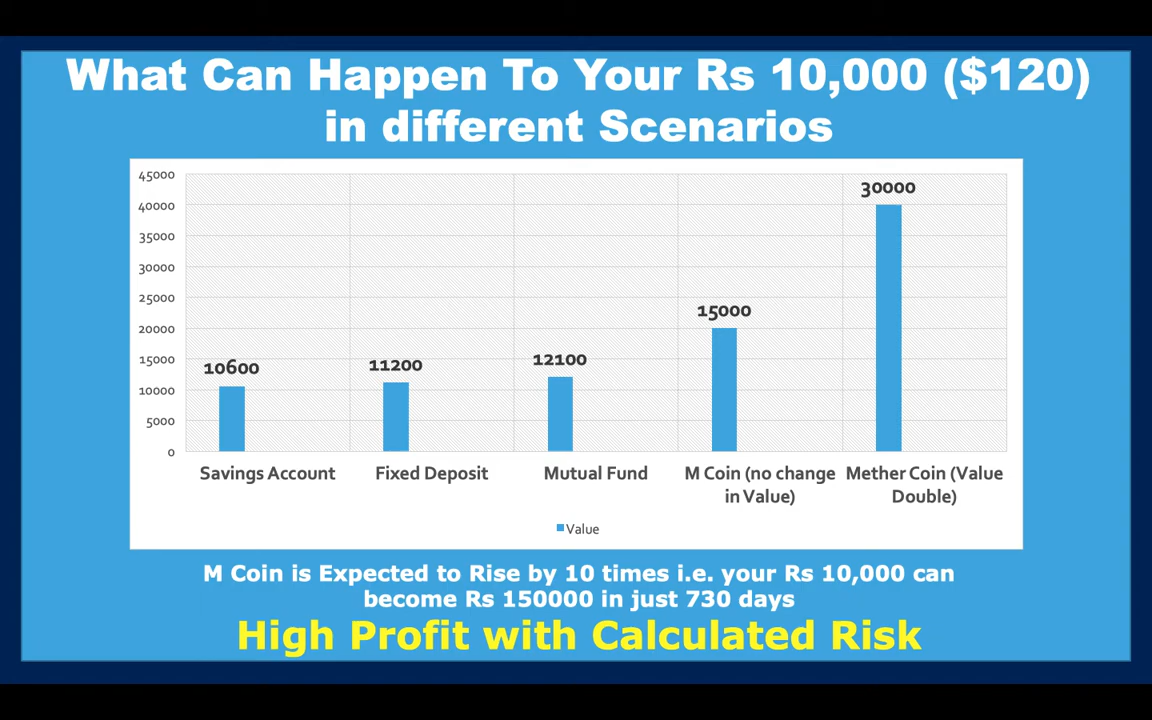 What Can Happen To Your Rs 10,000 ($120)
in different Scenarios
45000
40000
35000
30000
25000
20000
15000
10000
5000
0
10600
11200
12100
15000
30000
Savings Account
Fixed Deposit
Mutual Fund
M Coin (no change
in Value)
Mether Coin (Value
Double)
Value
M Coin is Expected to Rise by 10 times i.e. your Rs 10,000 can
become Rs 150000 in just 730 days
High Profit with Calculated Risk